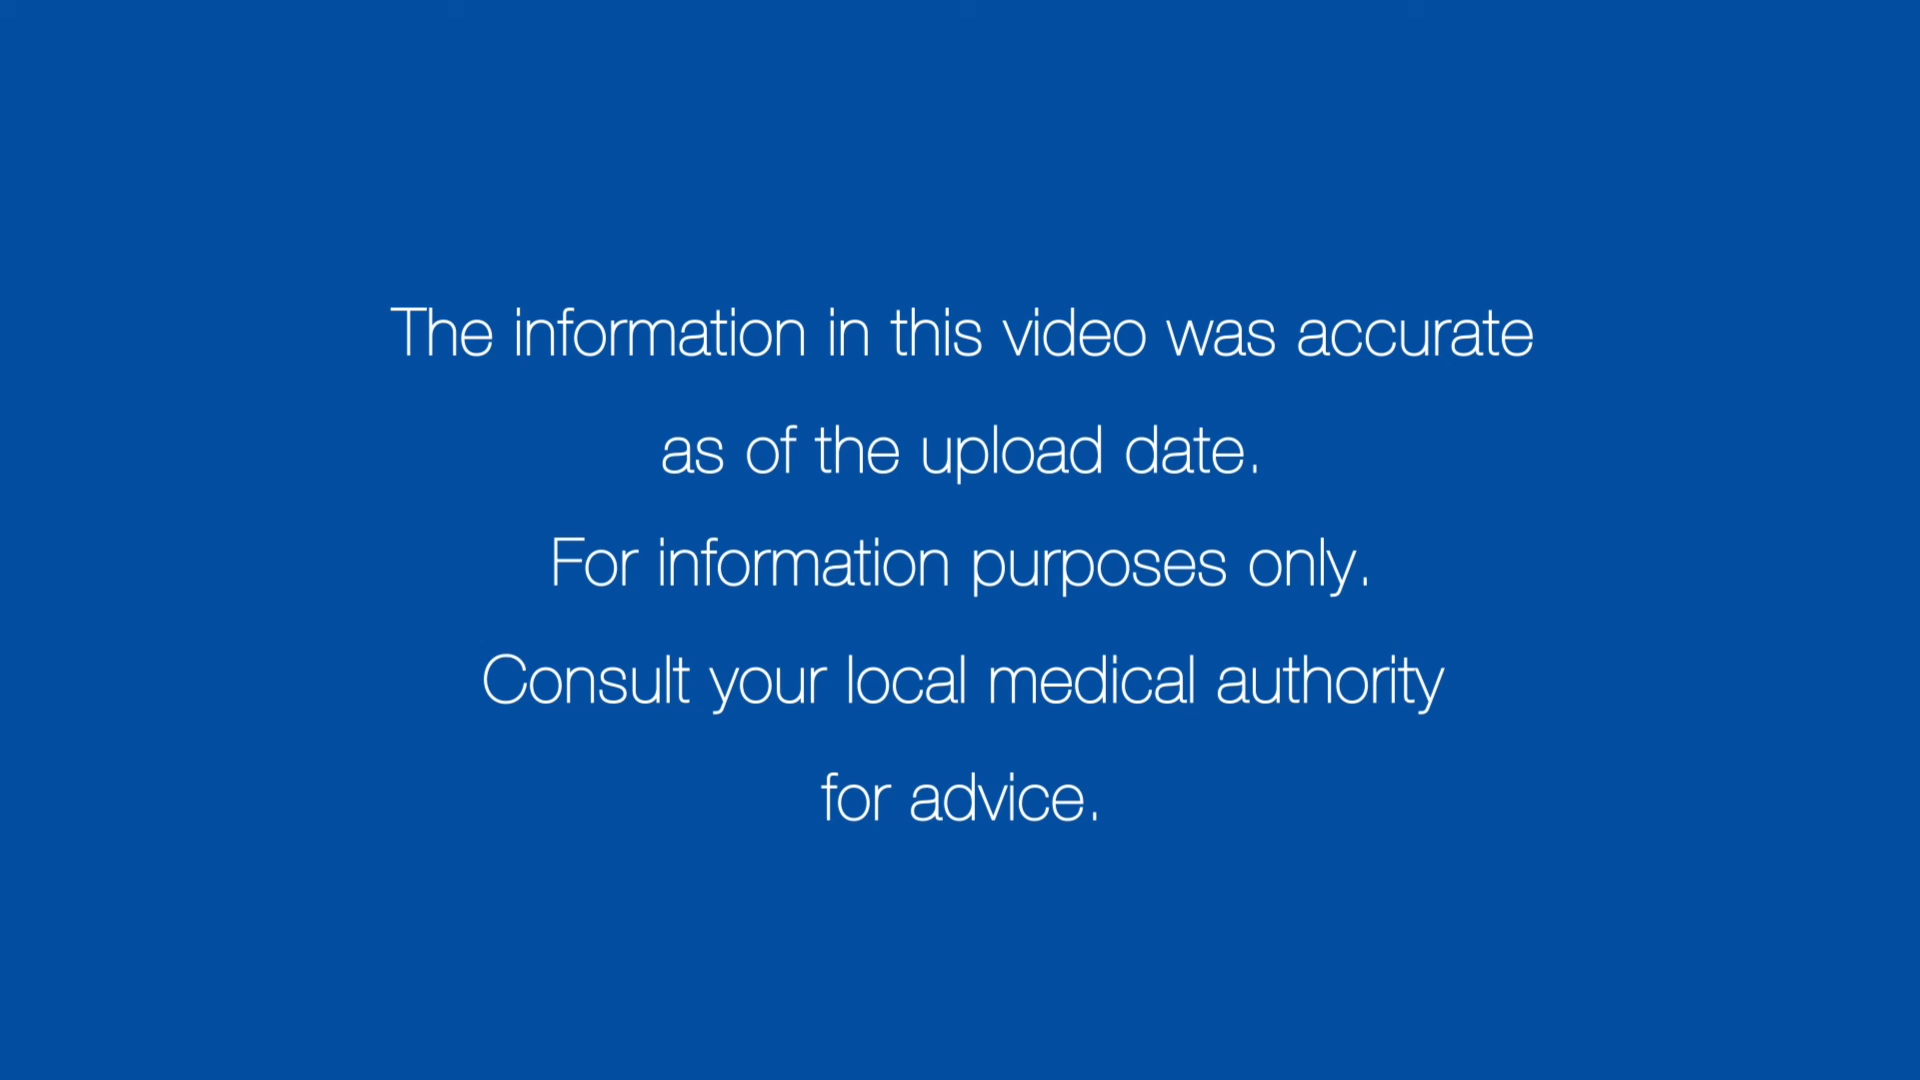 The information in this video was accurate
as of the upload date.
For information purposes only.
Consult your local medical authority
for advice.